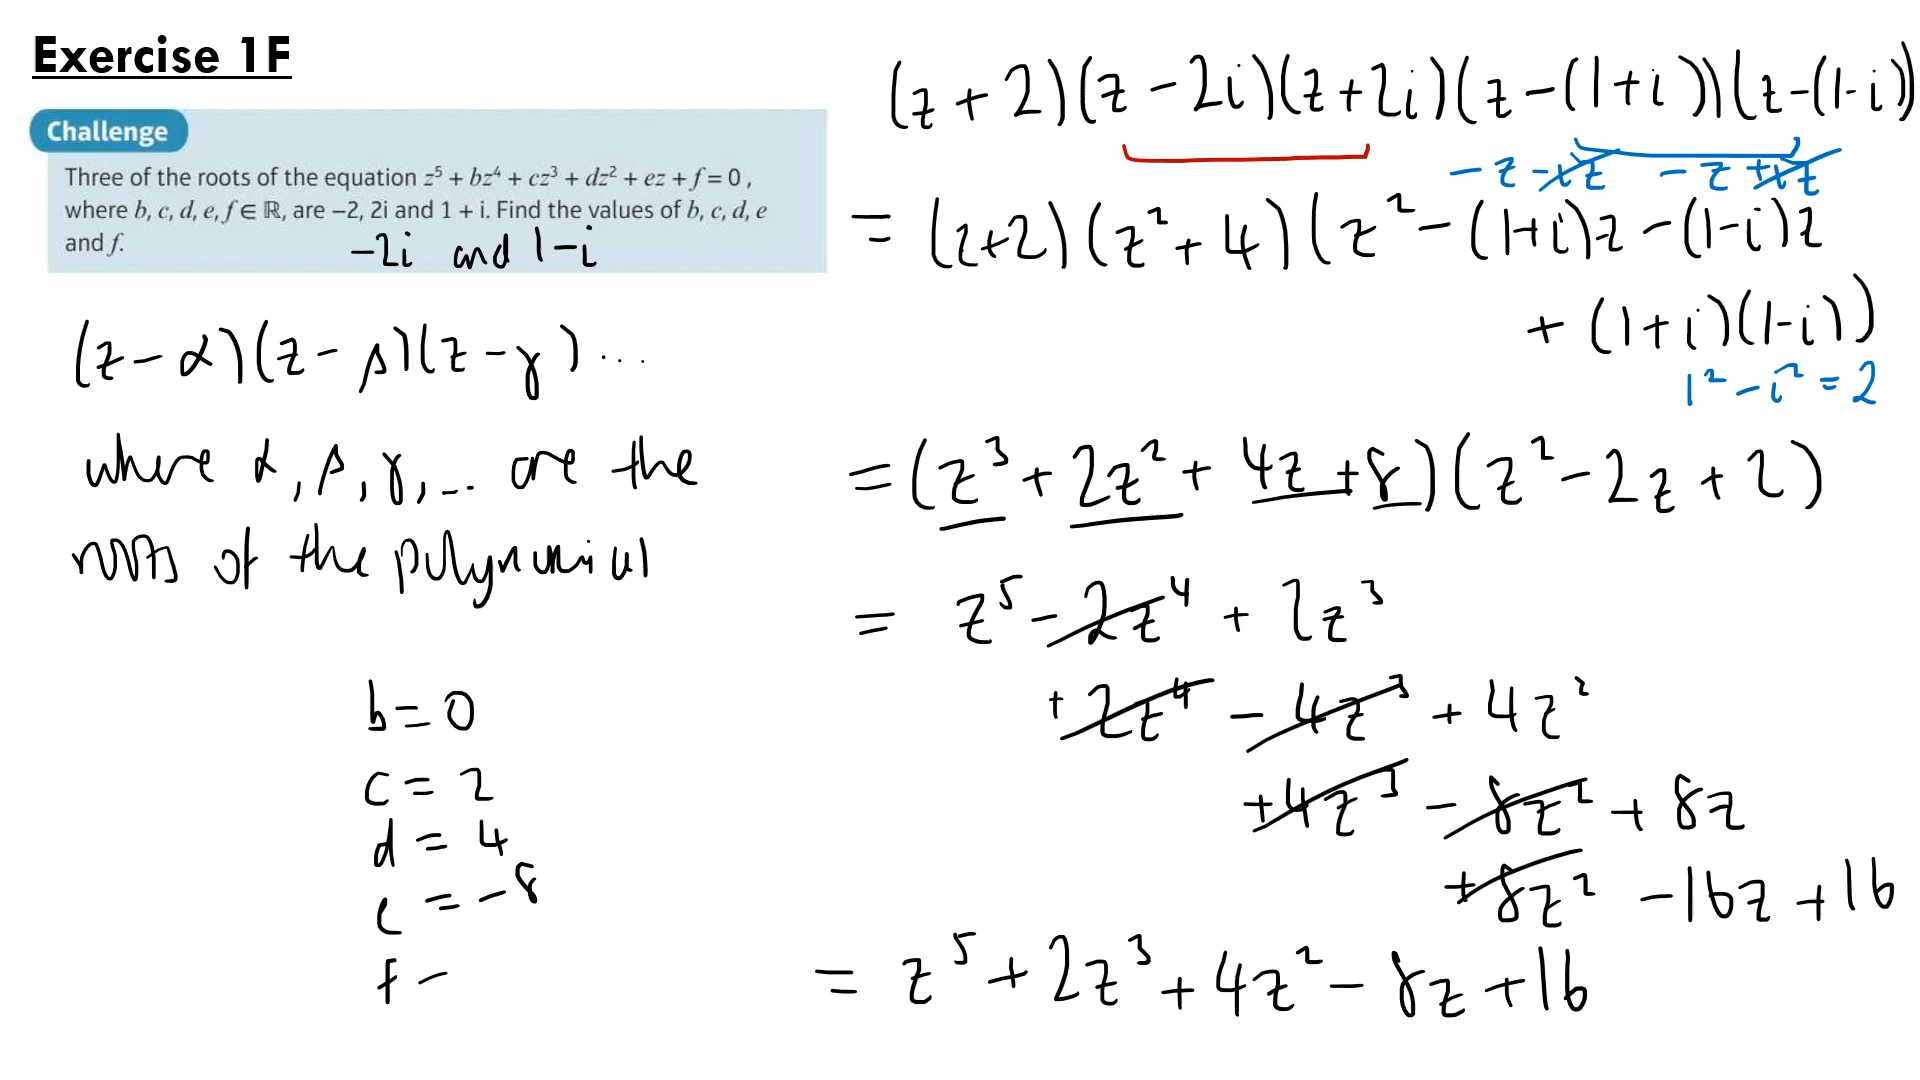 Exercise 1F
Challenge
Three of the roots of the equation z⁵ + bz⁴ + cz³ + dz² + ez + f = 0,
where b, c, d, e, f ∈ ℝ, are −2, 2i and 1 + i. Find the values of b, c, d, e
and f.
-2i and 1-i
(z-α)(z-β)(z-γ)...
where α, β, γ, ... are the
roots of the polynomial
b=0
c = 2
d = 4
e = -8
f -
(z+2)(z-2i)(z+2i)(z-(1+i))(z-(1-i))
-z-iz -z+iz
= (z+2)(z²+4)(z²-(1+i)z-(1-i)z
+(1+i)(1-i))
1²-i²=2
=(z³+2z²+4z+8)(z²-2z+2)
= z⁵-2z⁴+2z³
+2z⁴-4z³+4z²
+4z³-8z²+8z
+8z²-16z+16
= z⁵+2z³+4z²-8z+16